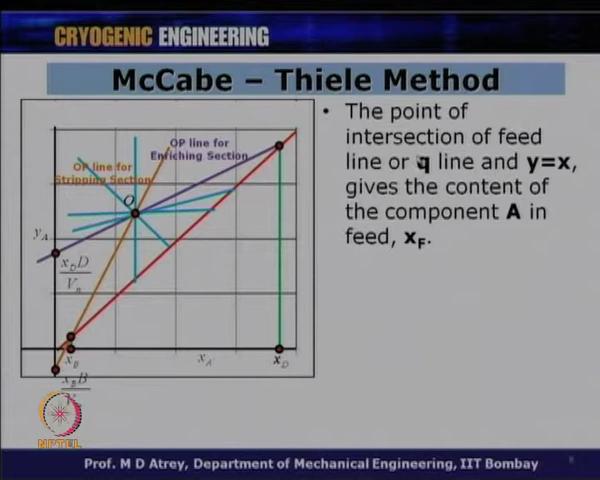 CRYOGENIC ENGINEERING
McCabe – Thiele Method
OP line for
Enriching Section
OP line for
Stripping Section
Q
y_A
x_D D
V_n
x_B
x_A
x_D
x_B B
• The point of
intersection of feed
line or q line and y=x,
gives the content of
the component A in
feed, x_F.
NPTEL
Prof. M D Atrey, Department of Mechanical Engineering, IIT Bombay